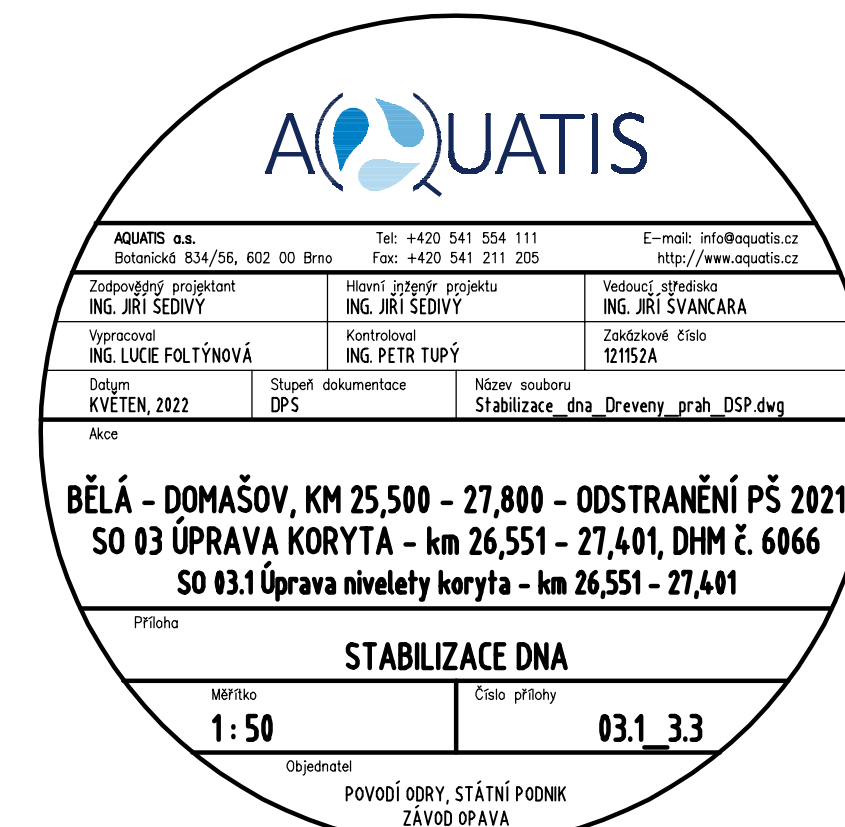 AQUATIS
AQUATIS a.s. Tel: +420 541 554 111 E-mail: info@aquatis.cz
Botanická 834/56, 602 00 Brno Fax: +420 541 211 205 http://www.aquatis.cz
Zodpovědný projektant Hlavní inženýr projektu Vedoucí střediska
ING. JIŘÍ ŠEDIVÝ ING. JIŘÍ ŠEDIVÝ ING. JIŘÍ ŠVANCARA
Vypracoval Kontroloval Zakázkové číslo
ING. LUCIE FOLTÝNOVÁ ING. PETR TUPÝ 121152A
Datum Stupeň dokumentace Název souboru
KVĚTEN, 2022 DPS Stabilizace_dna_Dreveny_prah_DSP.dwg
Akce
BĚLÁ - DOMAŠOV, KM 25,500 - 27,800 - ODSTRANĚNÍ PŠ 2021
SO 03 ÚPRAVA KORYTA - km 26,551 - 27,401, DHM č. 6066
SO 03.1 Úprava nivelety koryta - km 26,551 - 27,401
Příloha
STABILIZACE DNA
Měřítko Číslo přílohy
1 : 50 03.1_3.3
Objednatel
POVODÍ ODRY, STÁTNÍ PODNIK
ZÁVOD OPAVA